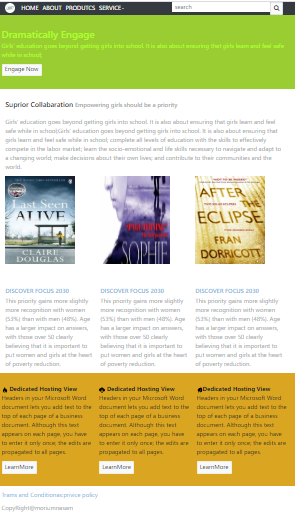 HOME ABOUT PRODUTCS SERVICE search
Dramatically Engage
Girls' education goes beyond getting girls into school. It is also about ensuring that girls learn and feel safe
while in school;
Engage Now
Suprior Collabaration Empowering girls should be a priority
Girls' education goes beyond getting girls into school. It is also about ensuring that girls learn and feel
safe while in school;Girls' education goes beyond getting girls into school. It is also about ensuring that
girls learn and feel safe while in school; complete all levels of education with the skills to effectively
compete in the labor market; learn the socio-emotional and life skills necessary to navigate and adapt to
a changing world; make decisions about their own lives; and contribute to their communities and the
world.
Last Seen
ALIVE
CLAIRE
DOUGLAS
SOPHIE
AFTER
THE
ECLIPSE
FRAN
DORRICOTT
DISCOVER FOCUS 2030 DISCOVER FOCUS 2030 DISCOVER FOCUS 2030
This priority gains more slightly This priority gains more slightly This priority gains more slightly
more recognition with women more recognition with women more recognition with women
(53%) than with men (48%). Age (53%) than with men (48%). Age (53%) than with men (48%). Age
has a larger impact on answers, has a larger impact on answers, has a larger impact on answers,
with those over 50 clearly with those over 50 clearly with those over 50 clearly
believing that it is important to believing that it is important to believing that it is important to
put women and girls at the heart put women and girls at the heart put women and girls at the heart
of poverty reduction. of poverty reduction. of poverty reduction.
Dedicated Hosting View Dedicated Hosting View Dedicated Hosting View
Headers in your Microsoft Word Headers in your Microsoft Word Headers in your Microsoft Word
document lets you add text to the document lets you add text to the document lets you add text to the
top of each page of a business top of each page of a business top of each page of a business
document. Although this text document. Although this text document. Although this text
appears on each page, you have appears on each page, you have appears on each page, you have
to enter it only once; the edits are to enter it only once; the edits are to enter it only once; the edits are
propagated to all pages. propagated to all pages. propagated to all pages.
LearnMore LearnMore LearnMore